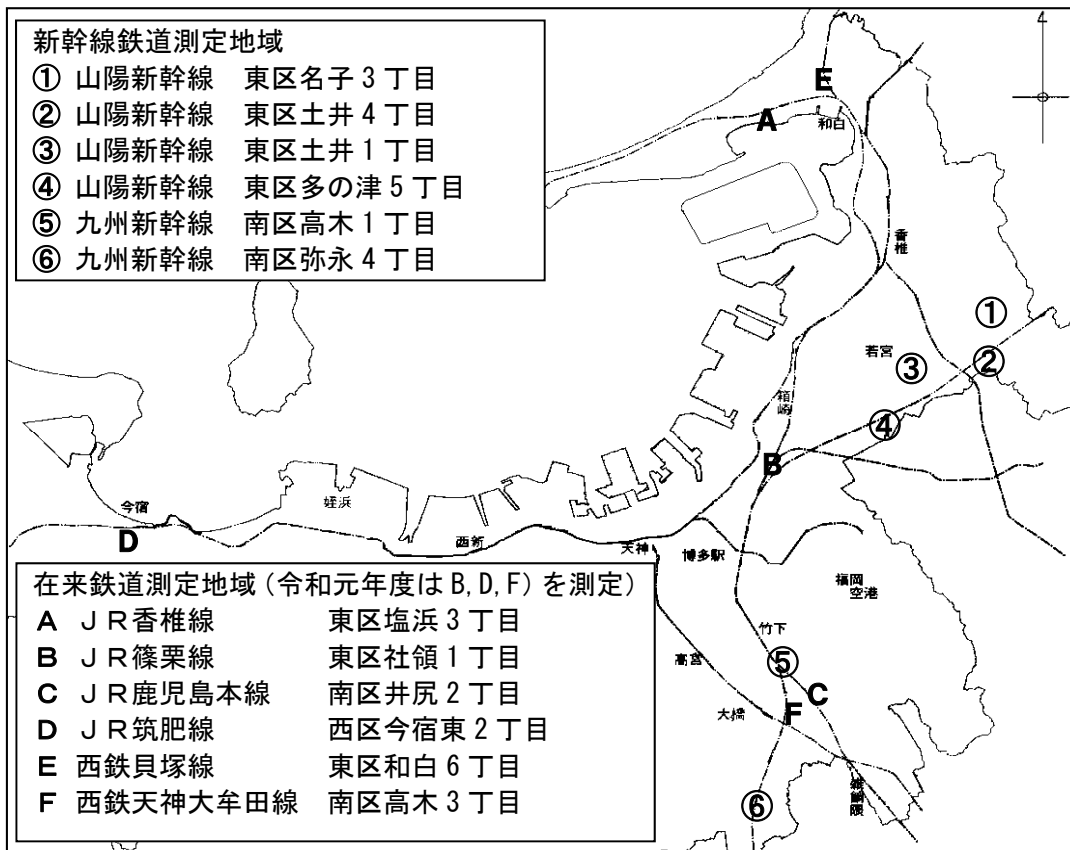 新幹線鉄道測定地域
① 山陽新幹線 東区名子3丁目
② 山陽新幹線 東区土井4丁目
③ 山陽新幹線 東区土井1丁目
④ 山陽新幹線 東区多の津5丁目
⑤ 九州新幹線 南区高木1丁目
⑥ 九州新幹線 南区弥永4丁目
4
E
A
和白
香椎
①
若宮
③
②
箱崎
④
B
姪浜
今宿
D
西新
天神
博多駅
福岡
空港
竹下
高宮
⑤
C
F
大橋
雑餉隈
⑥
在来鉄道測定地域(令和元年度はB,D,F)を測定
A JR香椎線 東区塩浜3丁目
B JR篠栗線 東区社領1丁目
C JR鹿児島本線 南区井尻2丁目
D JR筑肥線 西区今宿東2丁目
E 西鉄貝塚線 東区和白6丁目
F 西鉄天神大牟田線 南区高木3丁目